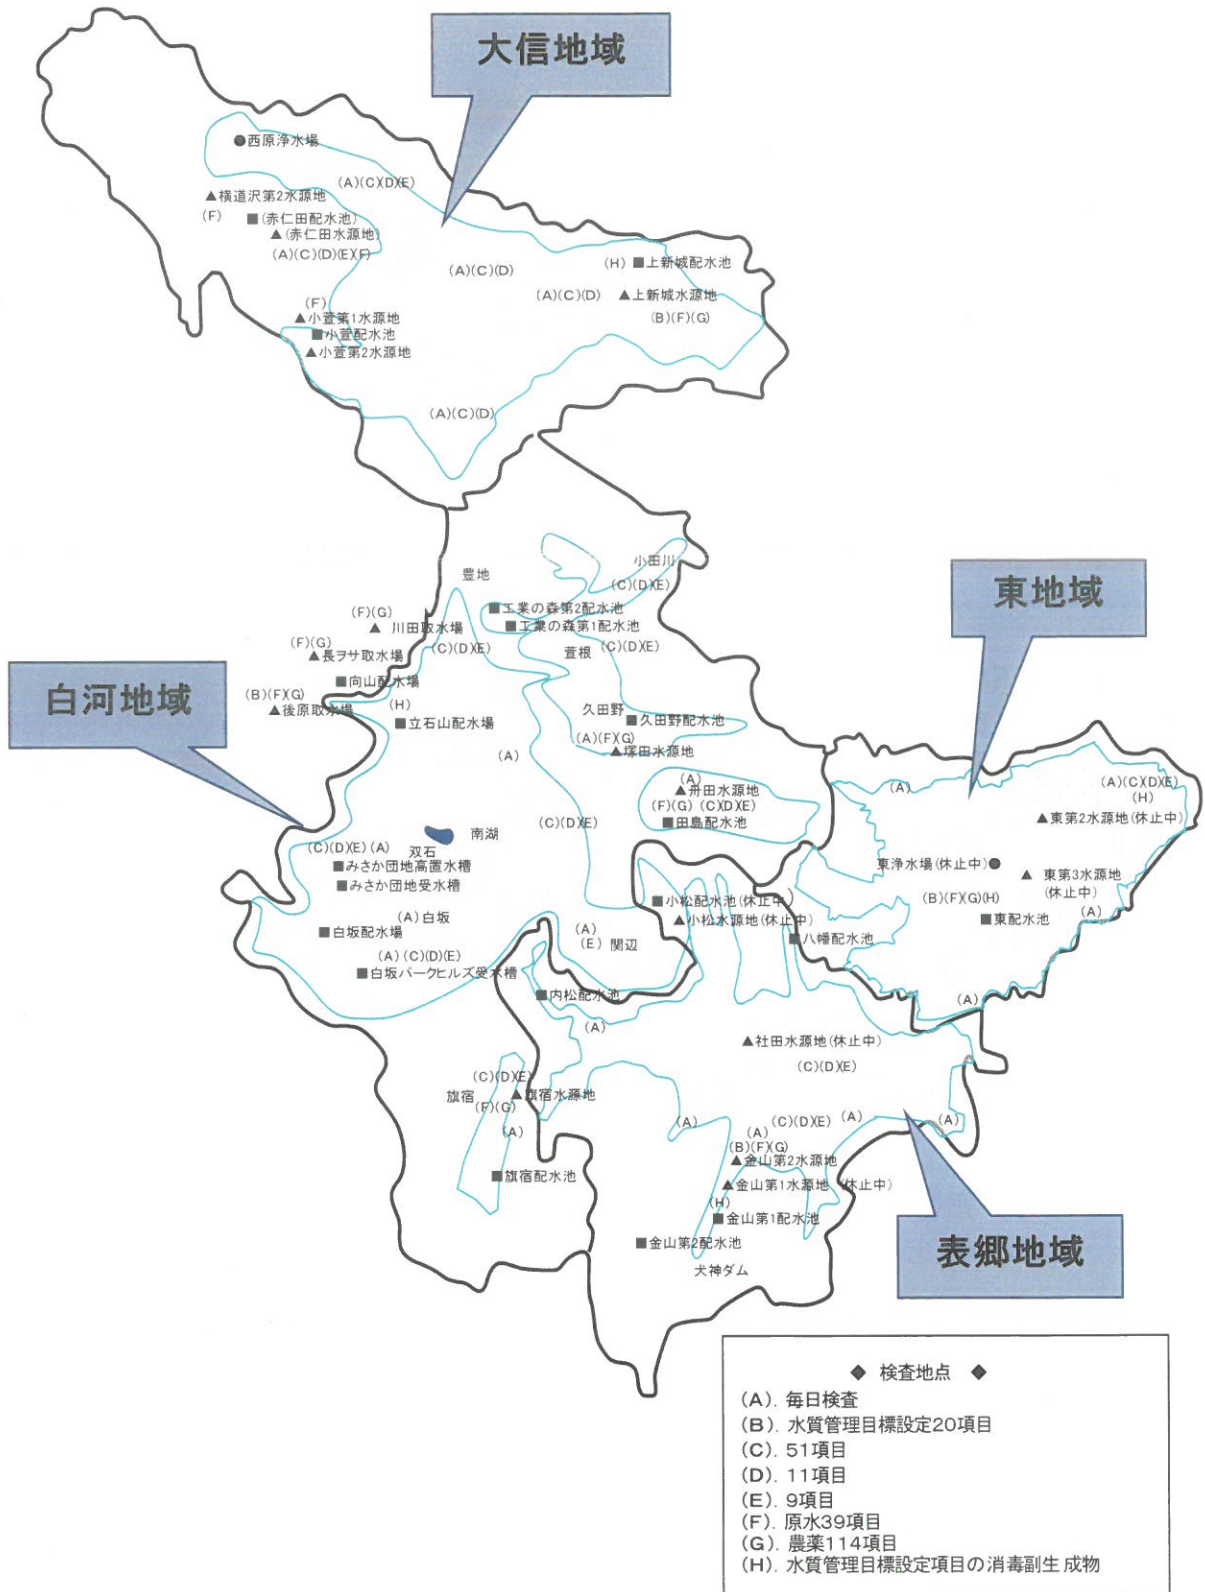 大信地域
●西原浄水場
(A)(C)(D)(E)
▲横道沢第2水源地
(F)
■(赤仁田配水池)
▲(赤仁田水源地)
(A)(C)(D)(E)(F)
(A)(C)(D)
(H) ■上新城配水池
(A)(C)(D) ▲上新城水源地
(B)(F)(G)
(F)
▲小萱第1水源地
■小萱配水池
▲小萱第2水源地
(A)(C)(D)
小田川
(C)(D)(E)
豊地
■工業の森第2配水池
■工業の森第1配水池
萱根
(C)(D)(E)
(F)(G)
▲ 川田取水場
(C)(D)(E)
(F)(G)
▲長ヲサ取水場
■向山配水場
(B)(F)(G)
▲後原取水場
(H)
■立石山配水場
白河地域
東地域
久田野
■久田野配水池
(A)(F)(G)
▲塚田水源地
(A)
(A)
▲舟田水源地
(F)(G) (C)(D)(E)
■田島配水池
(C)(D)(E)
南湖
双石
(C)(D)(E) (A)
■みさか団地高置水槽
■みさか団地受水槽
(A)白坂
■白坂配水場
(A) (C)(D)(E)
■白坂パークヒルズ受水槽
(A)
(E) 関辺
■小松配水池(休止中)
▲小松水源地(休止中)
■八幡配水池
(A)
(A)(C)(D)(E)
(H)
▲東第2水源地(休止中)
東浄水場(休止中)●
▲ 東第3水源地
(休止中)
(B)(F)(G)(H)
■東配水池
(A)
(A)
■内松配水池
(A)
▲社田水源地(休止中)
(C)(D)(E)
(C)(D)(E)
旗宿
▲旗宿水源地
(F)(G)
(A)
■旗宿配水池
(A)
(C)(D)(E)
(A)
(A)
(A)
(B)(F)(G)
▲金山第2水源地
▲金山第1水源地 (休止中)
(H)
■金山第1配水池
■金山第2配水池
犬神ダム
表郷地域
◆ 検査地点 ◆
(A). 毎日検査
(B). 水質管理目標設定20項目
(C). 51項目
(D). 11項目
(E). 9項目
(F). 原水39項目
(G). 農薬114項目
(H). 水質管理目標設定項目の消毒副生成物